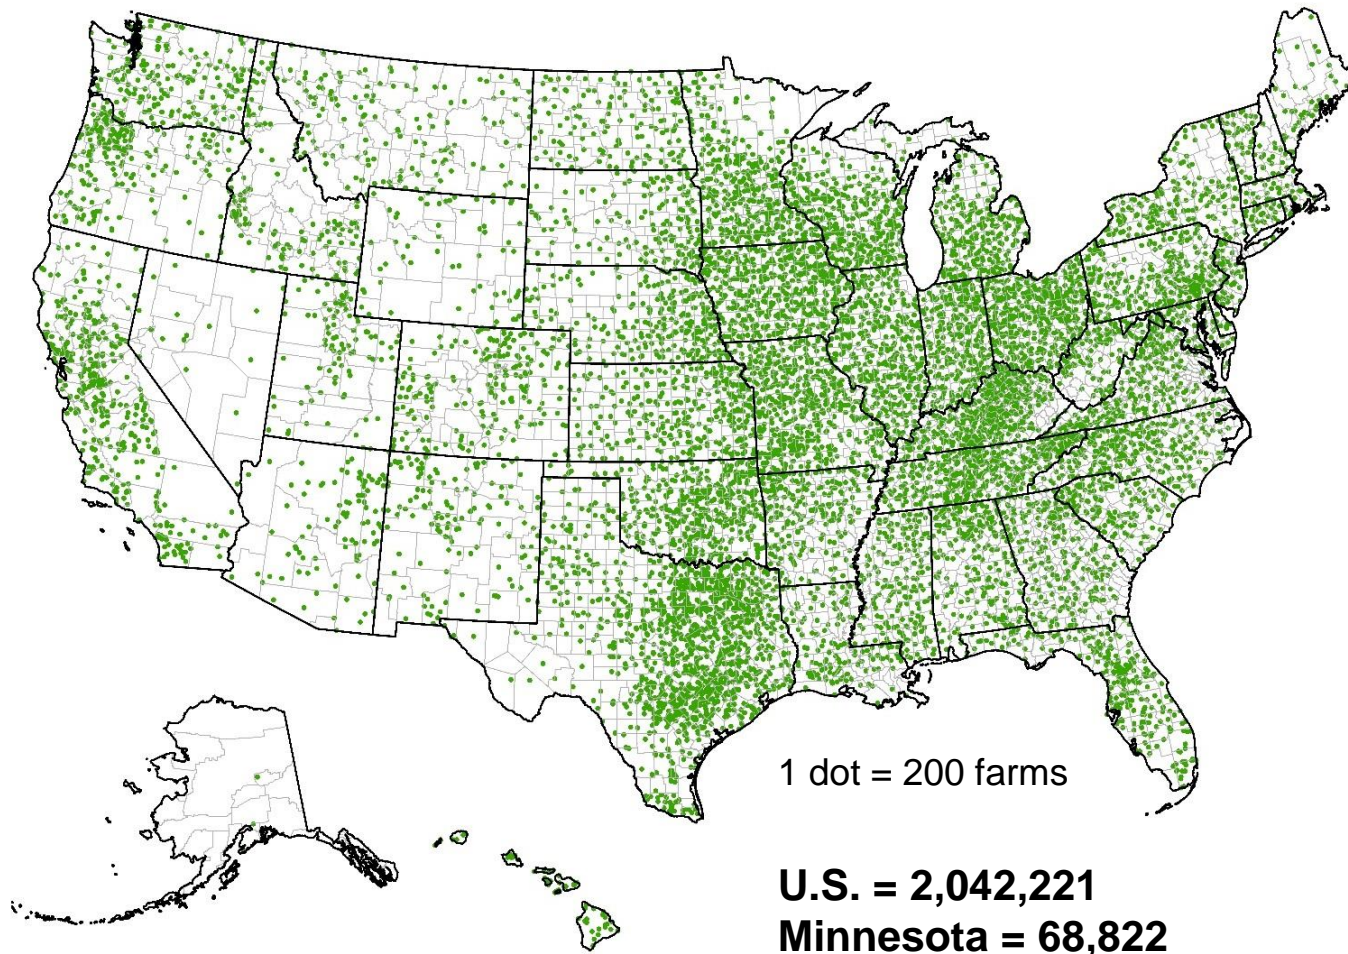 1 dot = 200 farms
U.S. = 2,042,221
Minnesota = 68,822